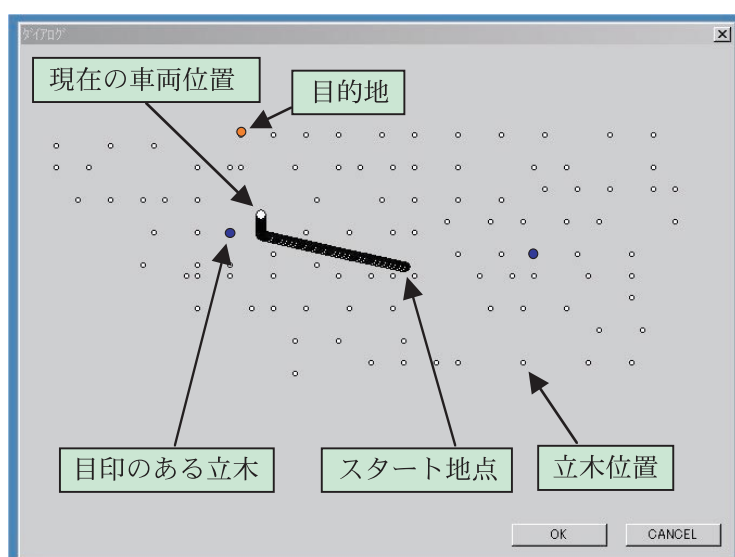 ダイアログ
現在の車両位置
目的地
目印のある立木
スタート地点
立木位置
OK
CANCEL